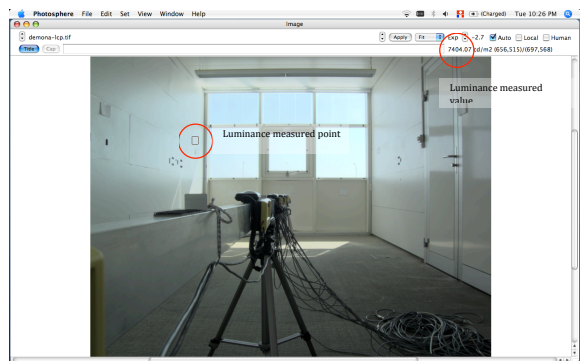 Photosphere File Edit Set View Window Help (Charged) Tue 10:26 PM
Image
demona-lcp.tif Apply Fit Exp -2.7 Auto Local Human
Title Cap 7404.07 cd/m2 (656,515)/(697,568)
Luminance measured
value
Luminance measured point